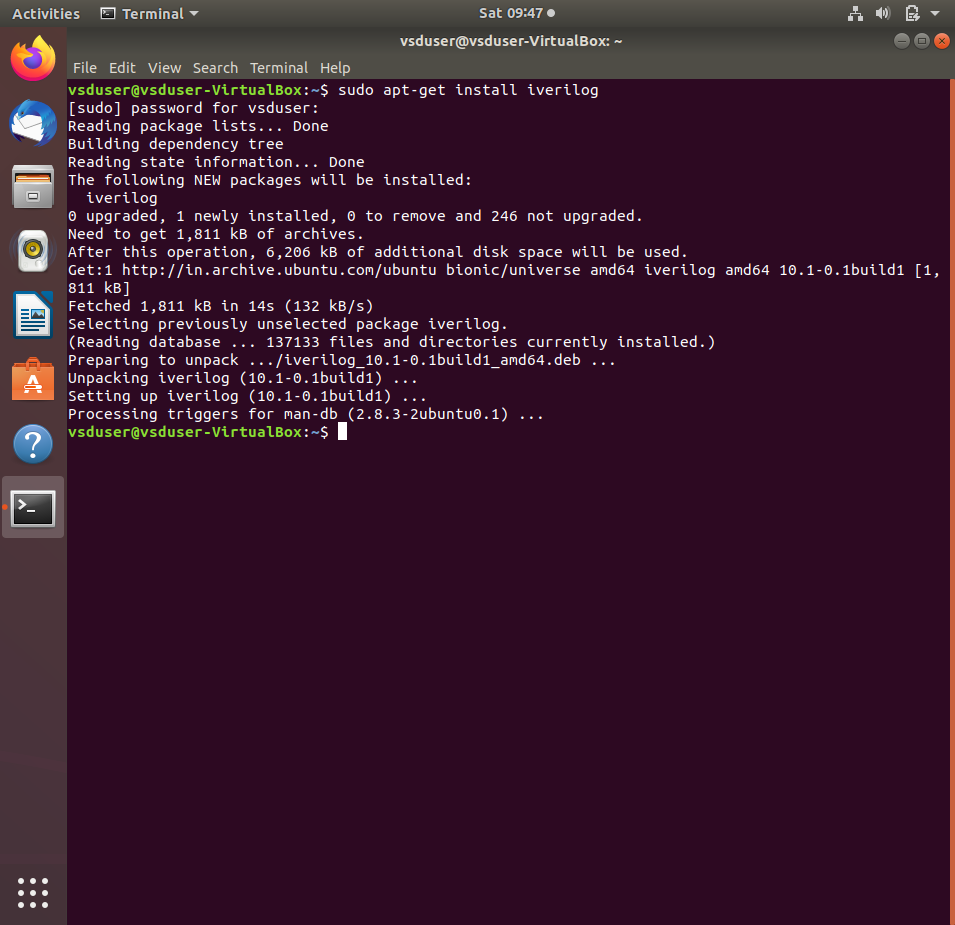 Activities Terminal Sat 09:47
vsduser@vsduser-VirtualBox: ~
File Edit View Search Terminal Help
vsduser@vsduser-VirtualBox:~$ sudo apt-get install iverilog
[sudo] password for vsduser:
Reading package lists... Done
Building dependency tree
Reading state information... Done
The following NEW packages will be installed:
  iverilog
0 upgraded, 1 newly installed, 0 to remove and 246 not upgraded.
Need to get 1,811 kB of archives.
After this operation, 6,206 kB of additional disk space will be used.
Get:1 http://in.archive.ubuntu.com/ubuntu bionic/universe amd64 iverilog amd64 10.1-0.1build1 [1,
811 kB]
Fetched 1,811 kB in 14s (132 kB/s)
Selecting previously unselected package iverilog.
(Reading database ... 137133 files and directories currently installed.)
Preparing to unpack .../iverilog_10.1-0.1build1_amd64.deb ...
Unpacking iverilog (10.1-0.1build1) ...
Setting up iverilog (10.1-0.1build1) ...
Processing triggers for man-db (2.8.3-2ubuntu0.1) ...
vsduser@vsduser-VirtualBox:~$